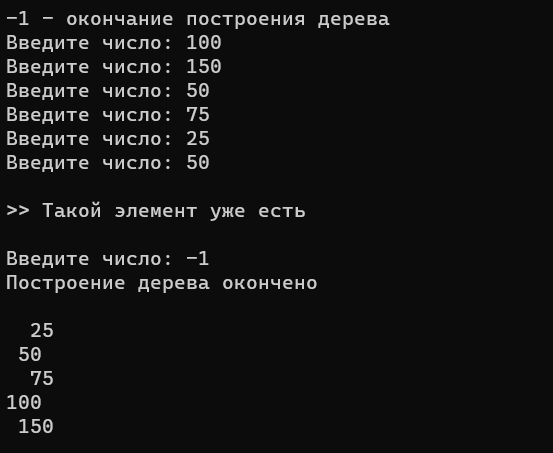 -1 - окончание построения дерева
Введите число: 100
Введите число: 150
Введите число: 50
Введите число: 75
Введите число: 25
Введите число: 50
>> Такой элемент уже есть
Введите число: -1
Построение дерева окончено
25
50
75
100
150